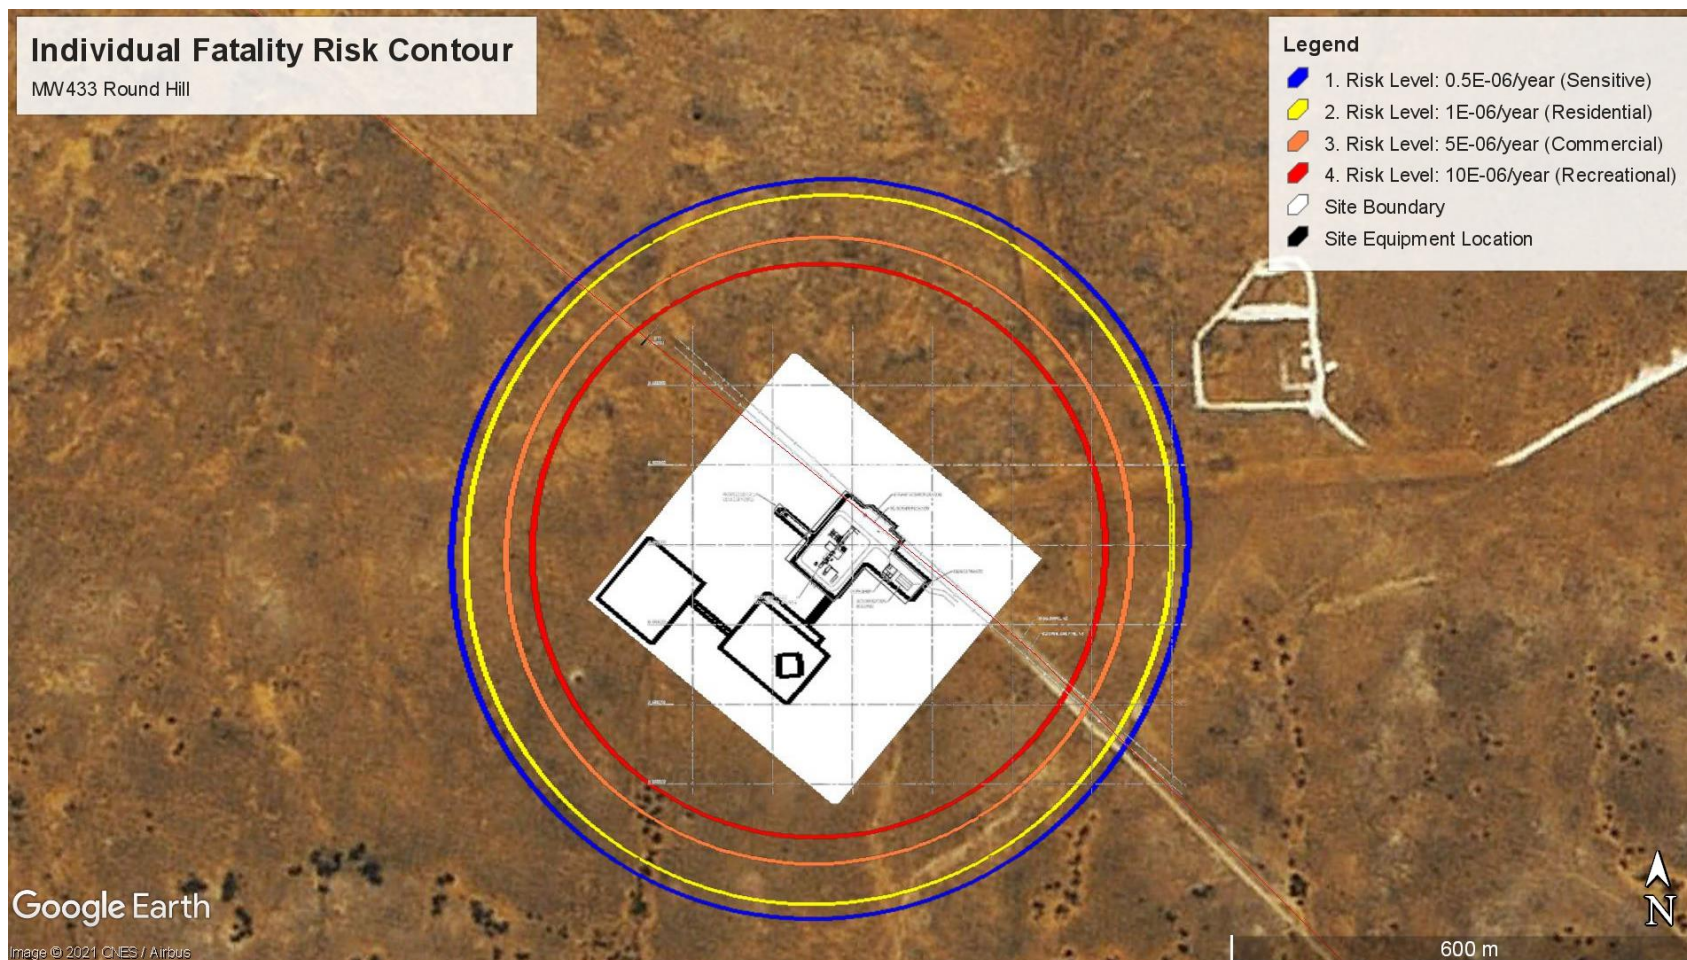 Individual Fatality Risk Contour
MW433 Round Hill
Legend
1. Risk Level: 0.5E-06/year (Sensitive)
2. Risk Level: 1E-06/year (Residential)
3. Risk Level: 5E-06/year (Commercial)
4. Risk Level: 10E-06/year (Recreational)
Site Boundary
Site Equipment Location
Google Earth
Image © 2021 CNES / Airbus
N
600 m